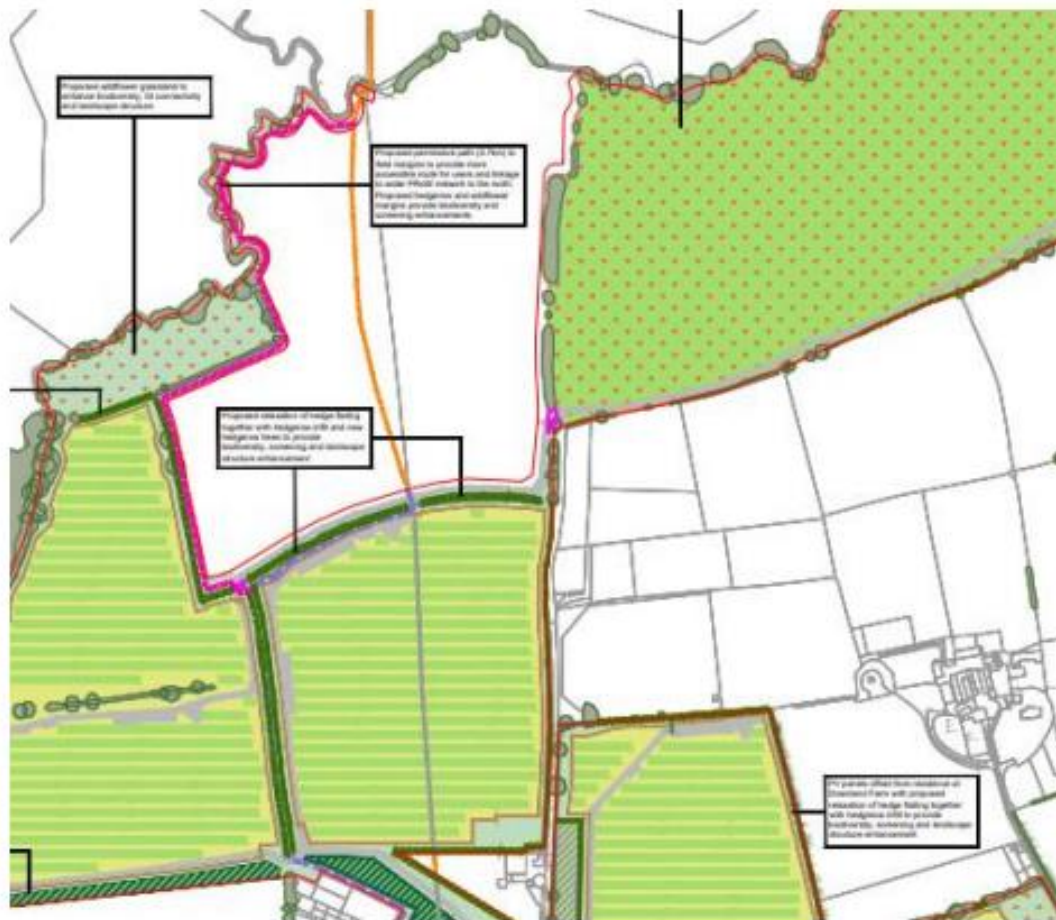 Proposed wildflower grassland to
enhance biodiversity, GI connectivity
and landscape structure
Proposed permissive path (0.7km) to
field margins to provide more
accessible route for users and linkage
to wider PRoW network to the north.
Proposed hedgerow and wildflower
margins provide biodiversity and
screening enhancements
Proposed relaxation of hedge flailing
together with hedgerow infill and new
hedgerow trees to provide
biodiversity, screening and landscape
structure enhancement
PV panels offset from residence at
Farm with proposed
relaxation of hedge flailing together
with hedgerow infill to provide
biodiversity, screening and landscape
structure enhancement